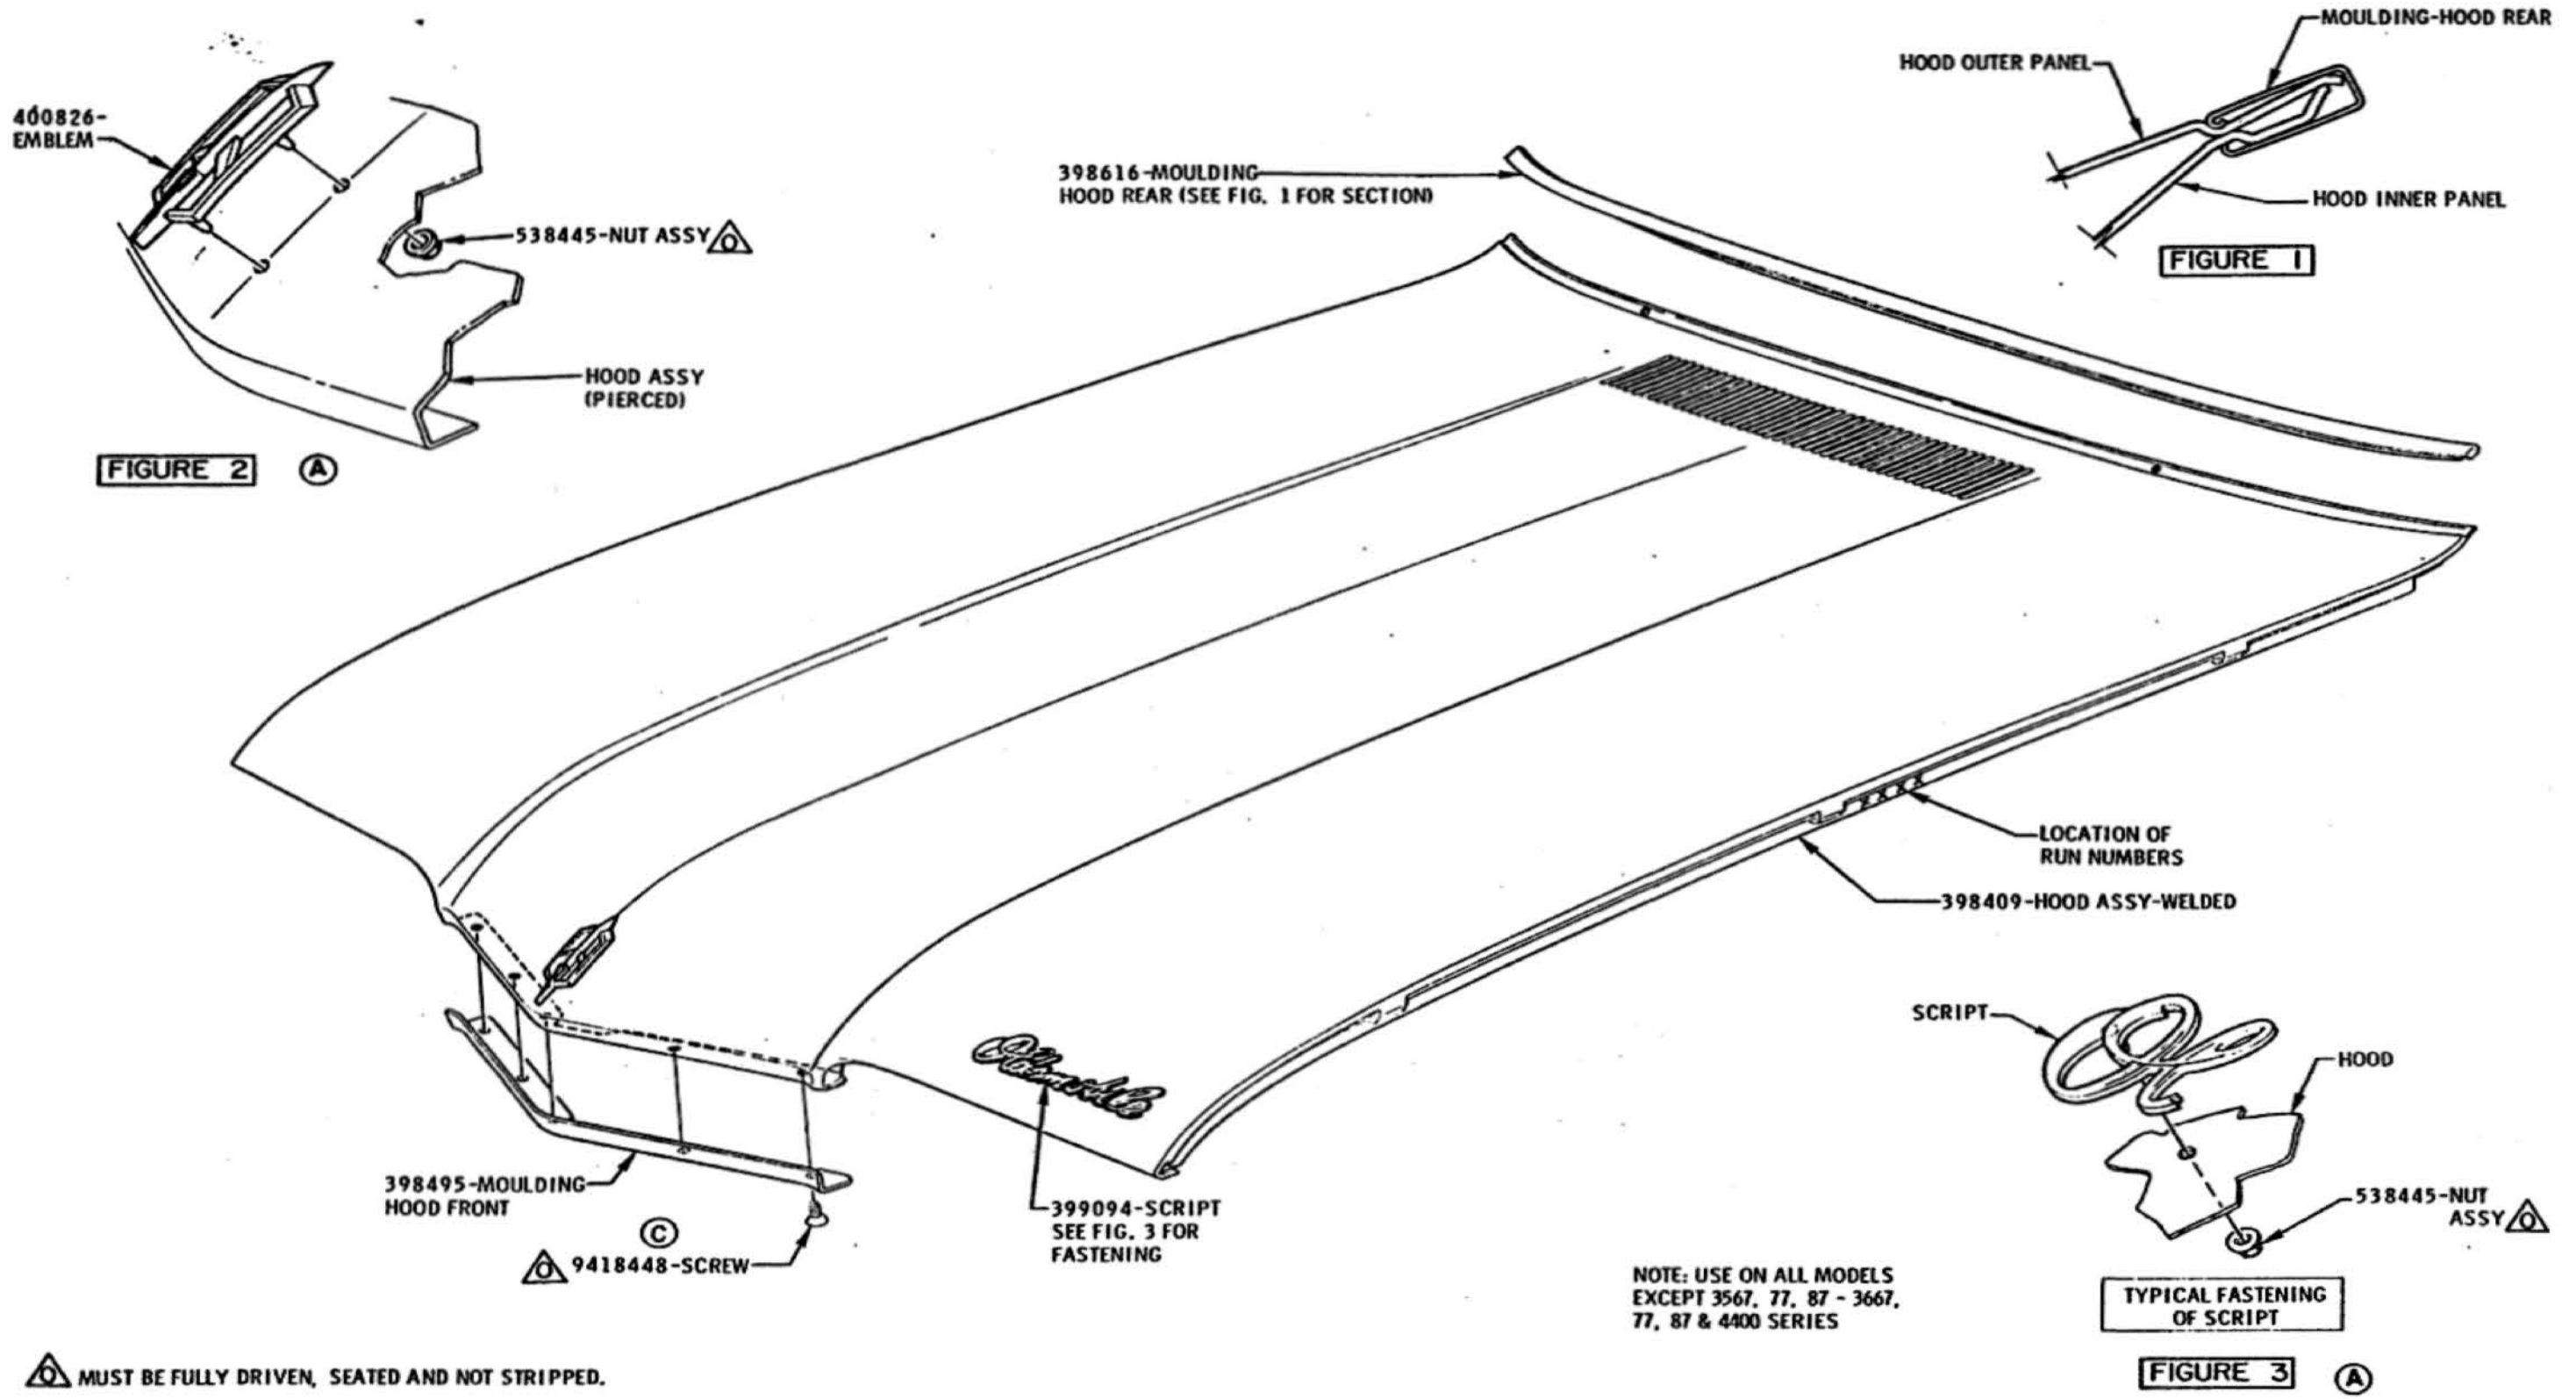 MOULDING-HOOD REAR
HOOD OUTER PANEL
HOOD INNER PANEL
FIGURE 1
400826-
EMBLEM
538445-NUT ASSY O
HOOD ASSY
(PIERCED)
FIGURE 2 A
398616-MOULDING
HOOD REAR (SEE FIG. 1 FOR SECTION)
LOCATION OF
RUN NUMBERS
X X X X
398409-HOOD ASSY-WELDED
Oldsmobile
398495-MOULDING
HOOD FRONT
C
O 9418448-SCREW
399094-SCRIPT
SEE FIG. 3 FOR
FASTENING
SCRIPT
HOOD
538445-NUT
ASSY O
NOTE: USE ON ALL MODELS
EXCEPT 3567, 77, 87 - 3667,
77, 87 & 4400 SERIES
TYPICAL FASTENING
OF SCRIPT
FIGURE 3 A
O MUST BE FULLY DRIVEN, SEATED AND NOT STRIPPED.